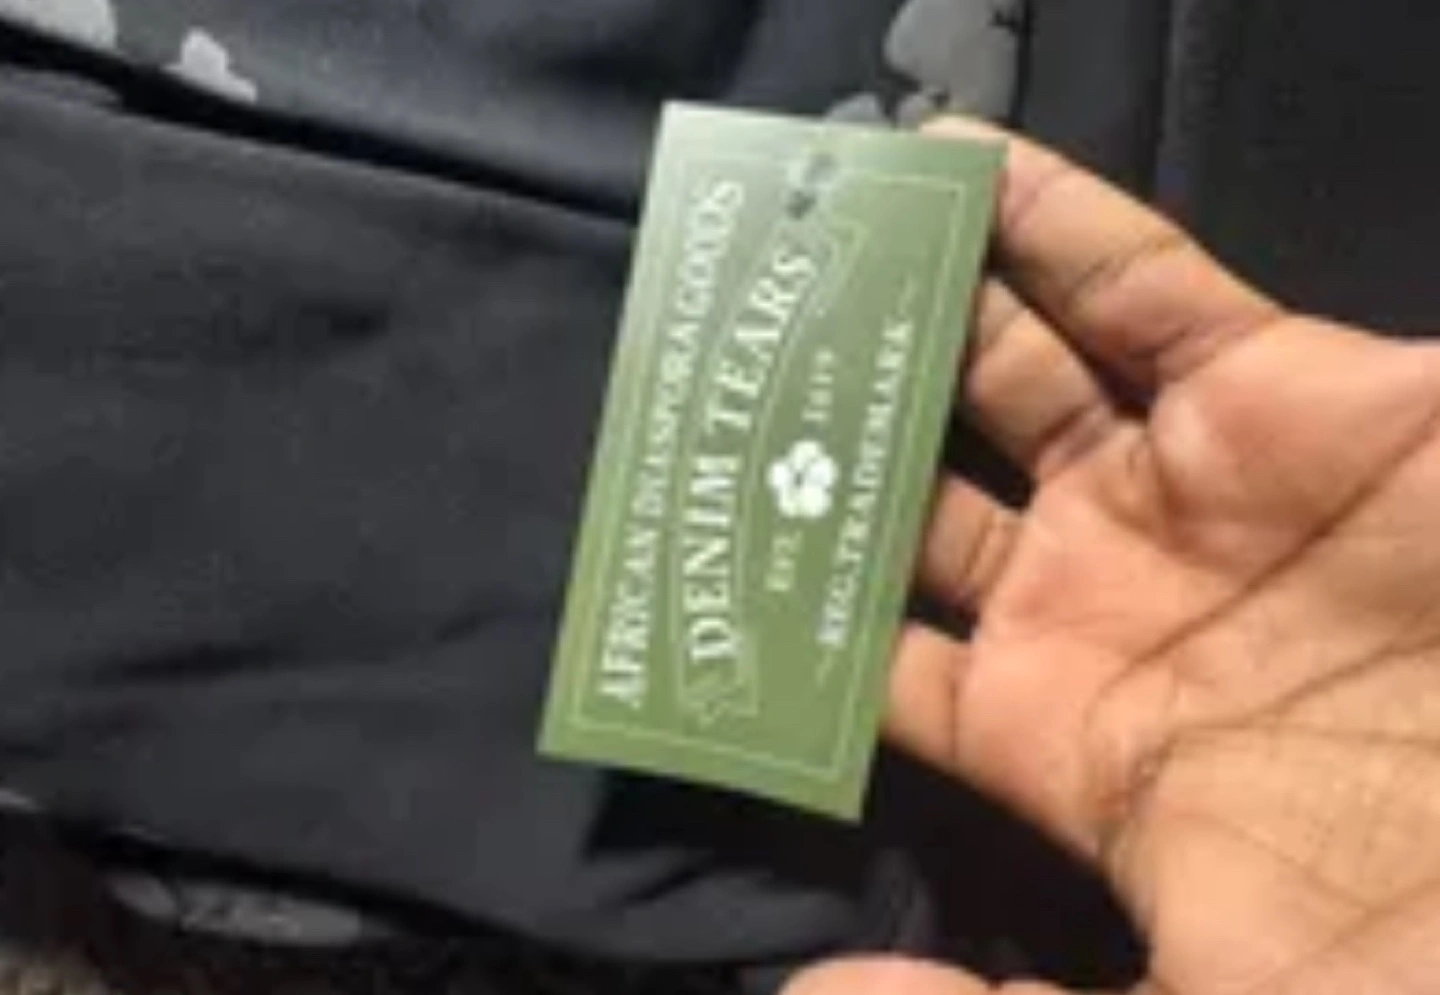 AFRICAN DIASPORA GOODS
DENIM TEARS
EST. 2019
REG.TRADEMARK